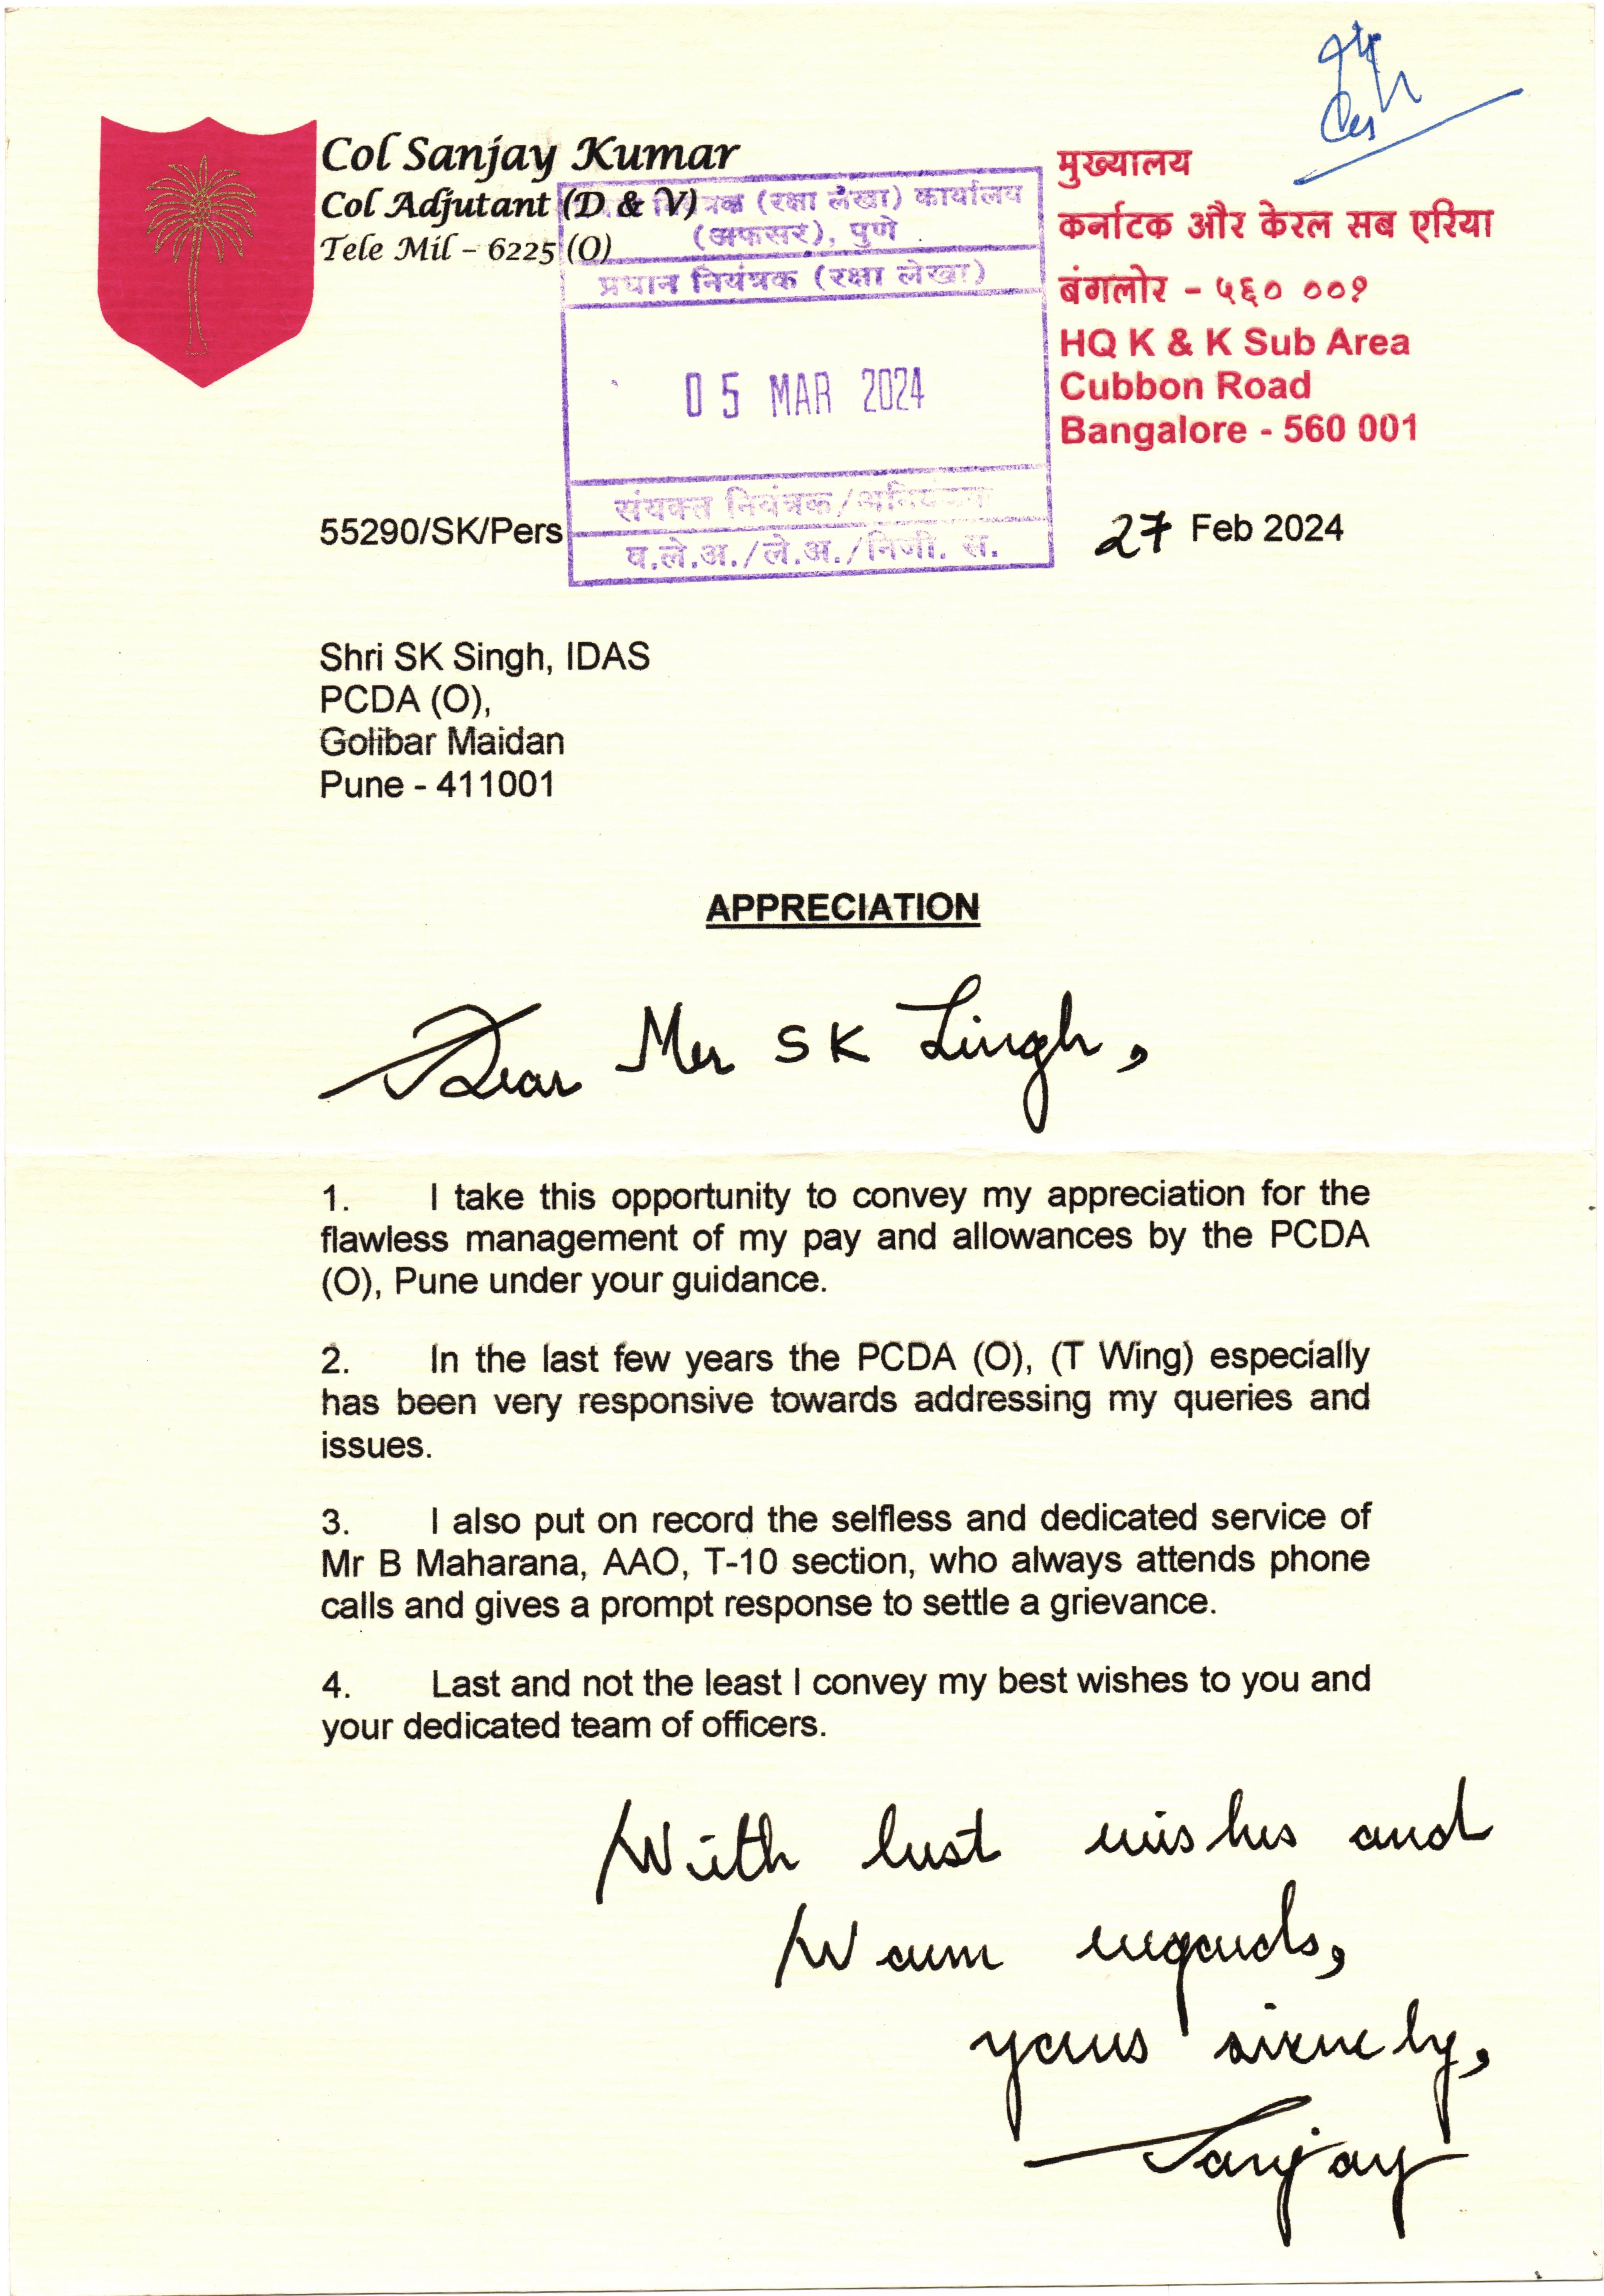 Col Sanjay Kumar
Col Adjutant (D & V)
Tele Mil – 6225 (O)
मुख्यालय
कर्नाटक और केरल सब एरिया
बंगलोर - ५६० ००१
HQ K & K Sub Area
Cubbon Road
Bangalore - 560 001
नियंत्रक (रक्षा लेखा) कार्यालय
(अफसर), पुणे
प्रधान नियंत्रक (रक्षा लेखा)
05 MAR 2024
संयक्त नियंत्रक/
व.ले.अ./ले.अ./निजी. स.
55290/SK/Pers
27 Feb 2024
Shri SK Singh, IDAS
PCDA (O),
Golibar Maidan
Pune - 411001
APPRECIATION
Dear Mr SK Singh,
1. I take this opportunity to convey my appreciation for the
flawless management of my pay and allowances by the PCDA
(O), Pune under your guidance.
2. In the last few years the PCDA (O), (T Wing) especially
has been very responsive towards addressing my queries and
issues.
3. I also put on record the selfless and dedicated service of
Mr B Maharana, AAO, T-10 section, who always attends phone
calls and gives a prompt response to settle a grievance.
4. Last and not the least I convey my best wishes to you and
your dedicated team of officers.
With best wishes and
Warm regards,
yours sincerely,
Sanjay